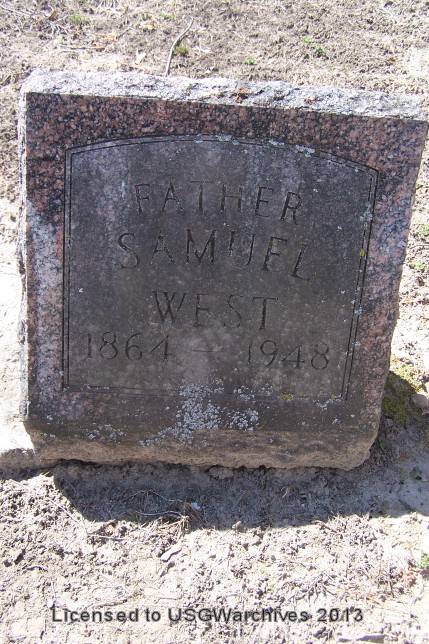 FATHER
SAMUEL
WEST
1864 - 1948
Licensed to USGWarchives 2013